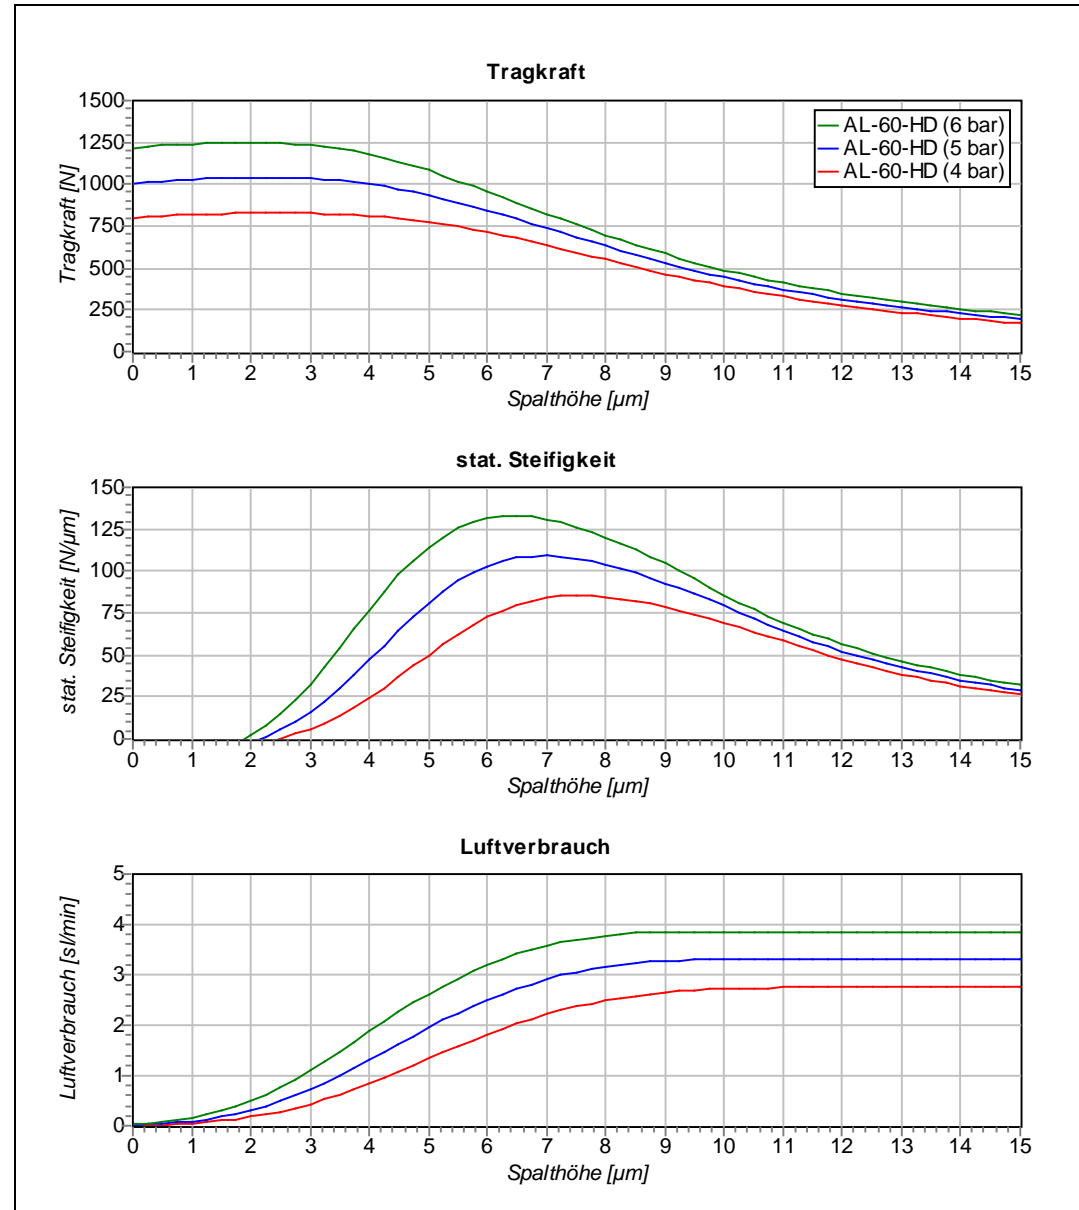 Tragkraft
Tragkraft [N]
1500
1250
1000
750
500
250
0
AL-60-HD (6 bar)
AL-60-HD (5 bar)
AL-60-HD (4 bar)
0 1 2 3 4 5 6 7 8 9 10 11 12 13 14 15
Spalthöhe [µm]
stat. Steifigkeit
stat. Steifigkeit [N/µm]
150
125
100
75
50
25
0
0 1 2 3 4 5 6 7 8 9 10 11 12 13 14 15
Spalthöhe [µm]
Luftverbrauch
Luftverbrauch [sl/min]
5
4
3
2
1
0
0 1 2 3 4 5 6 7 8 9 10 11 12 13 14 15
Spalthöhe [µm]